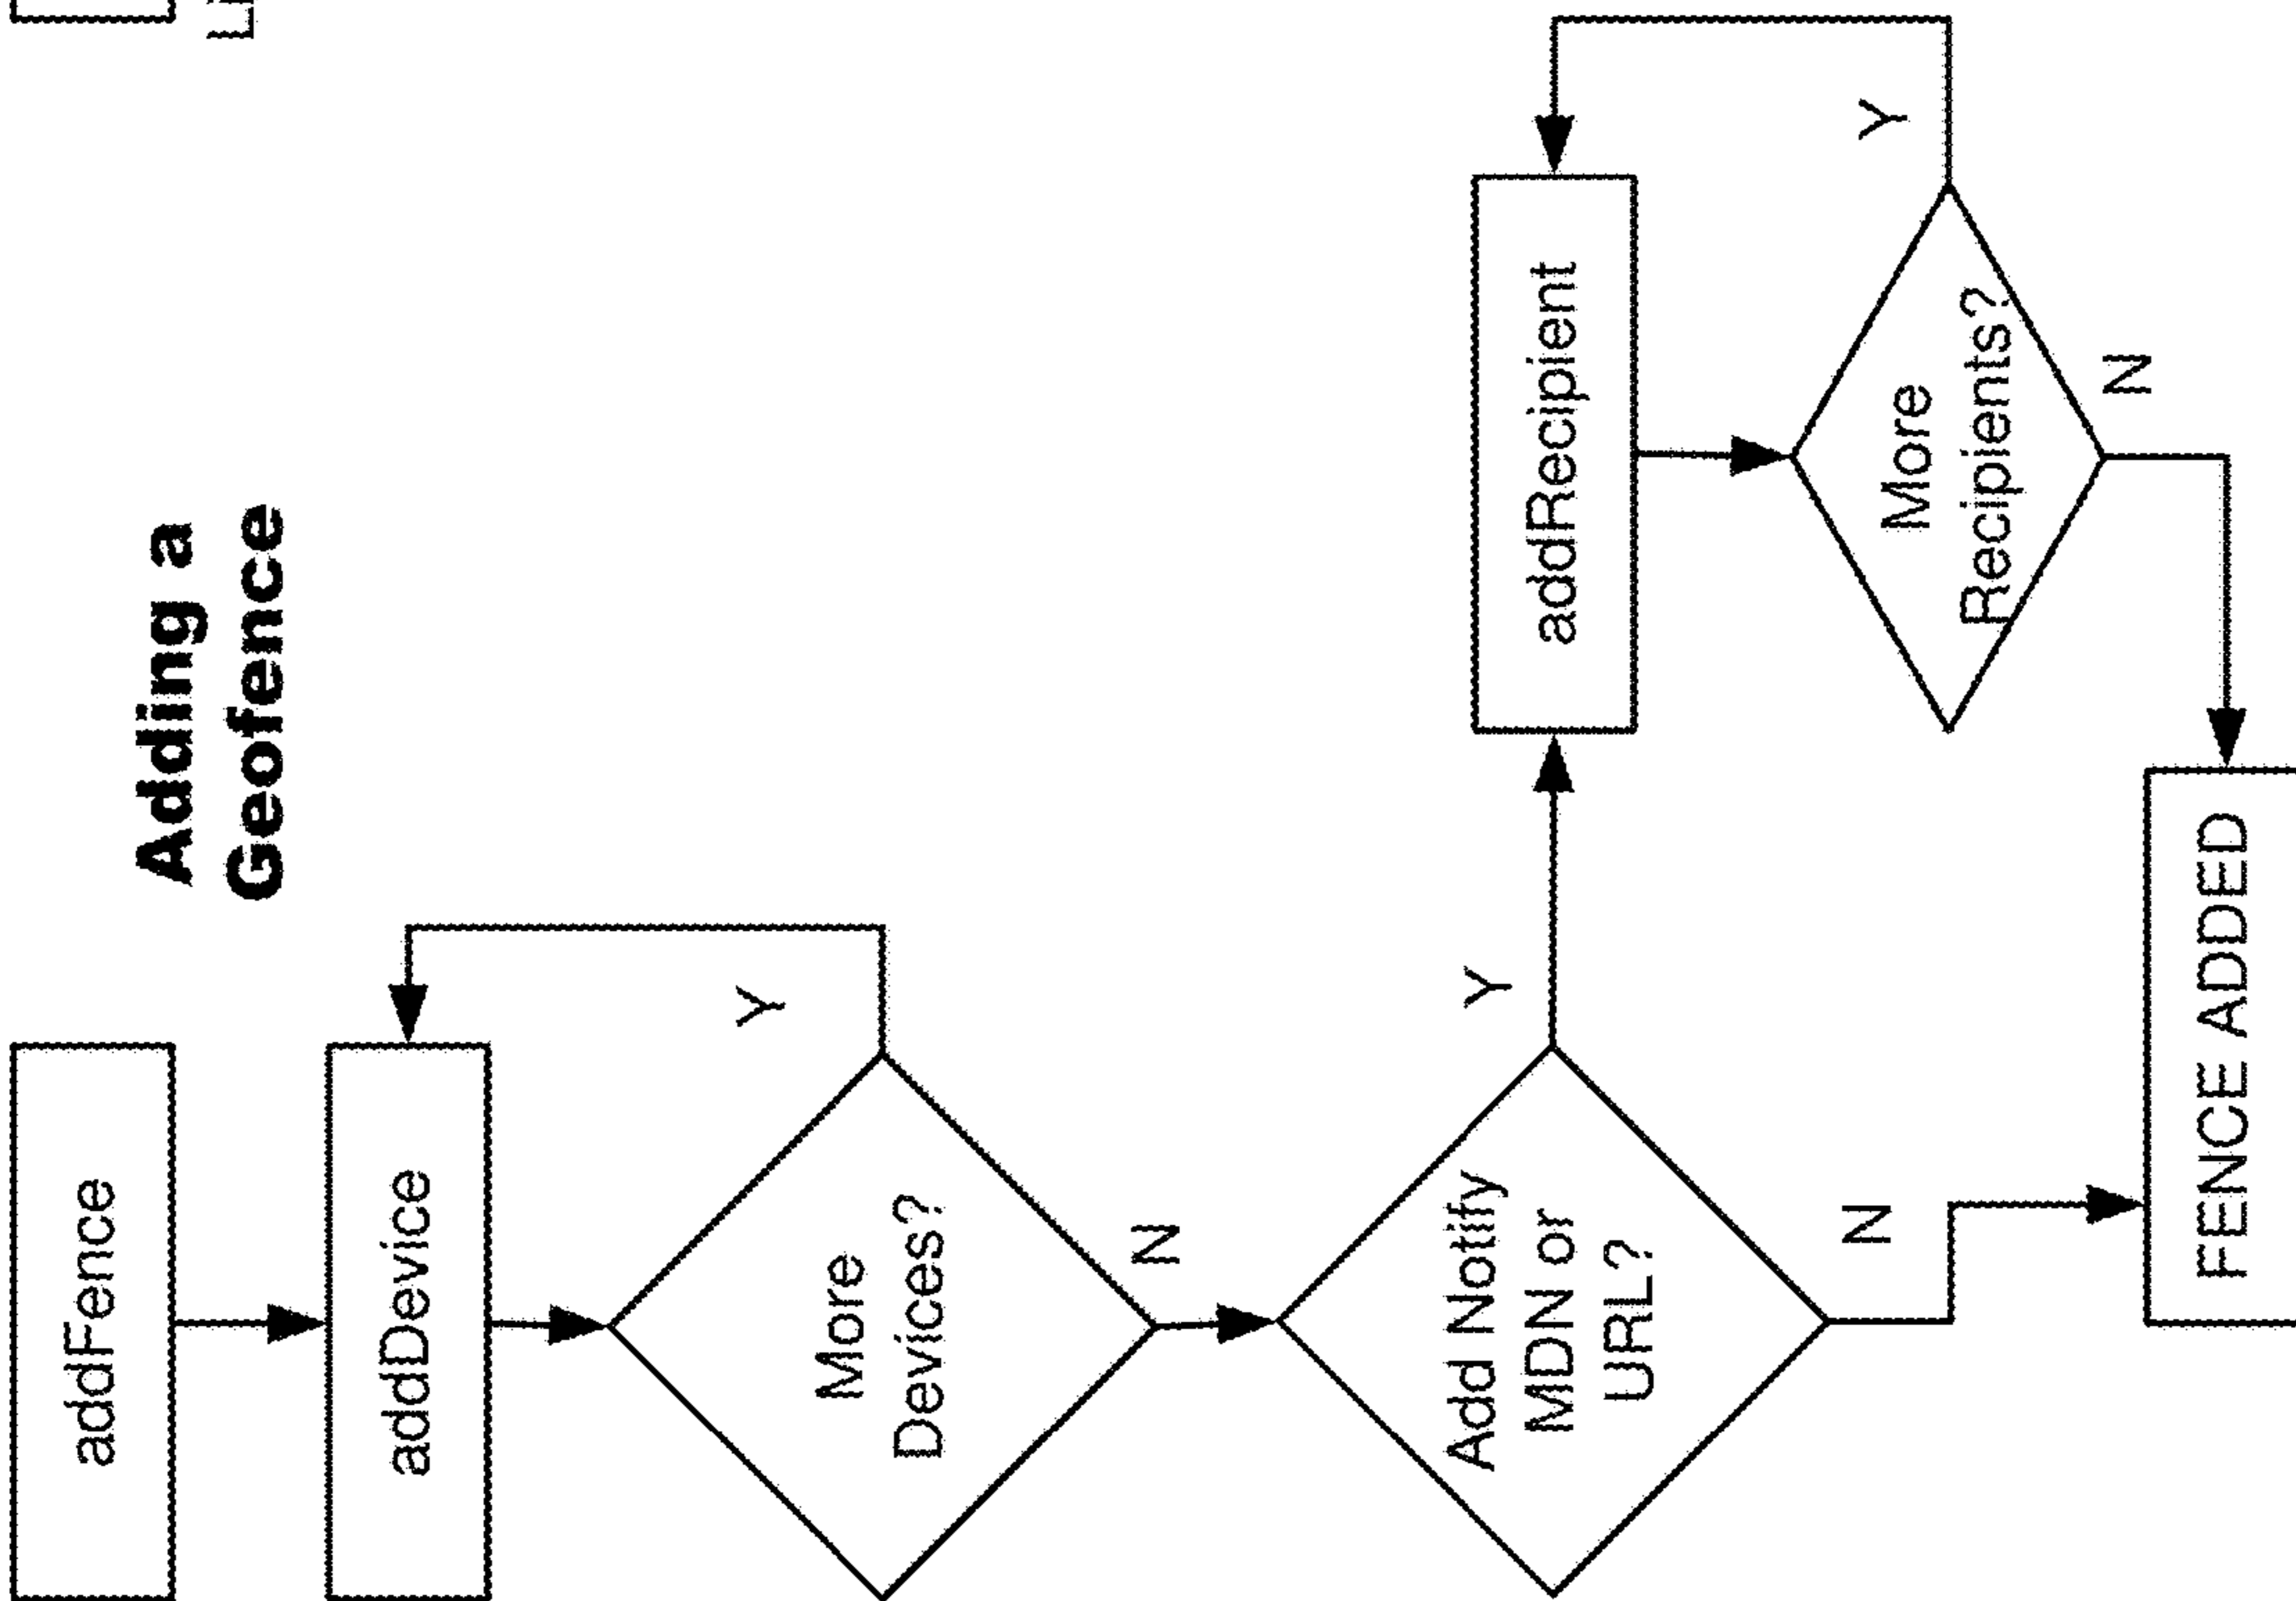 Adding a
Geofence
addFence
addDevice
Y
More
Devices?
N
Add Notify
MDN or
URL?
Y
N
addRecipient
Y
More
Recipients?
N
FENCE ADDED